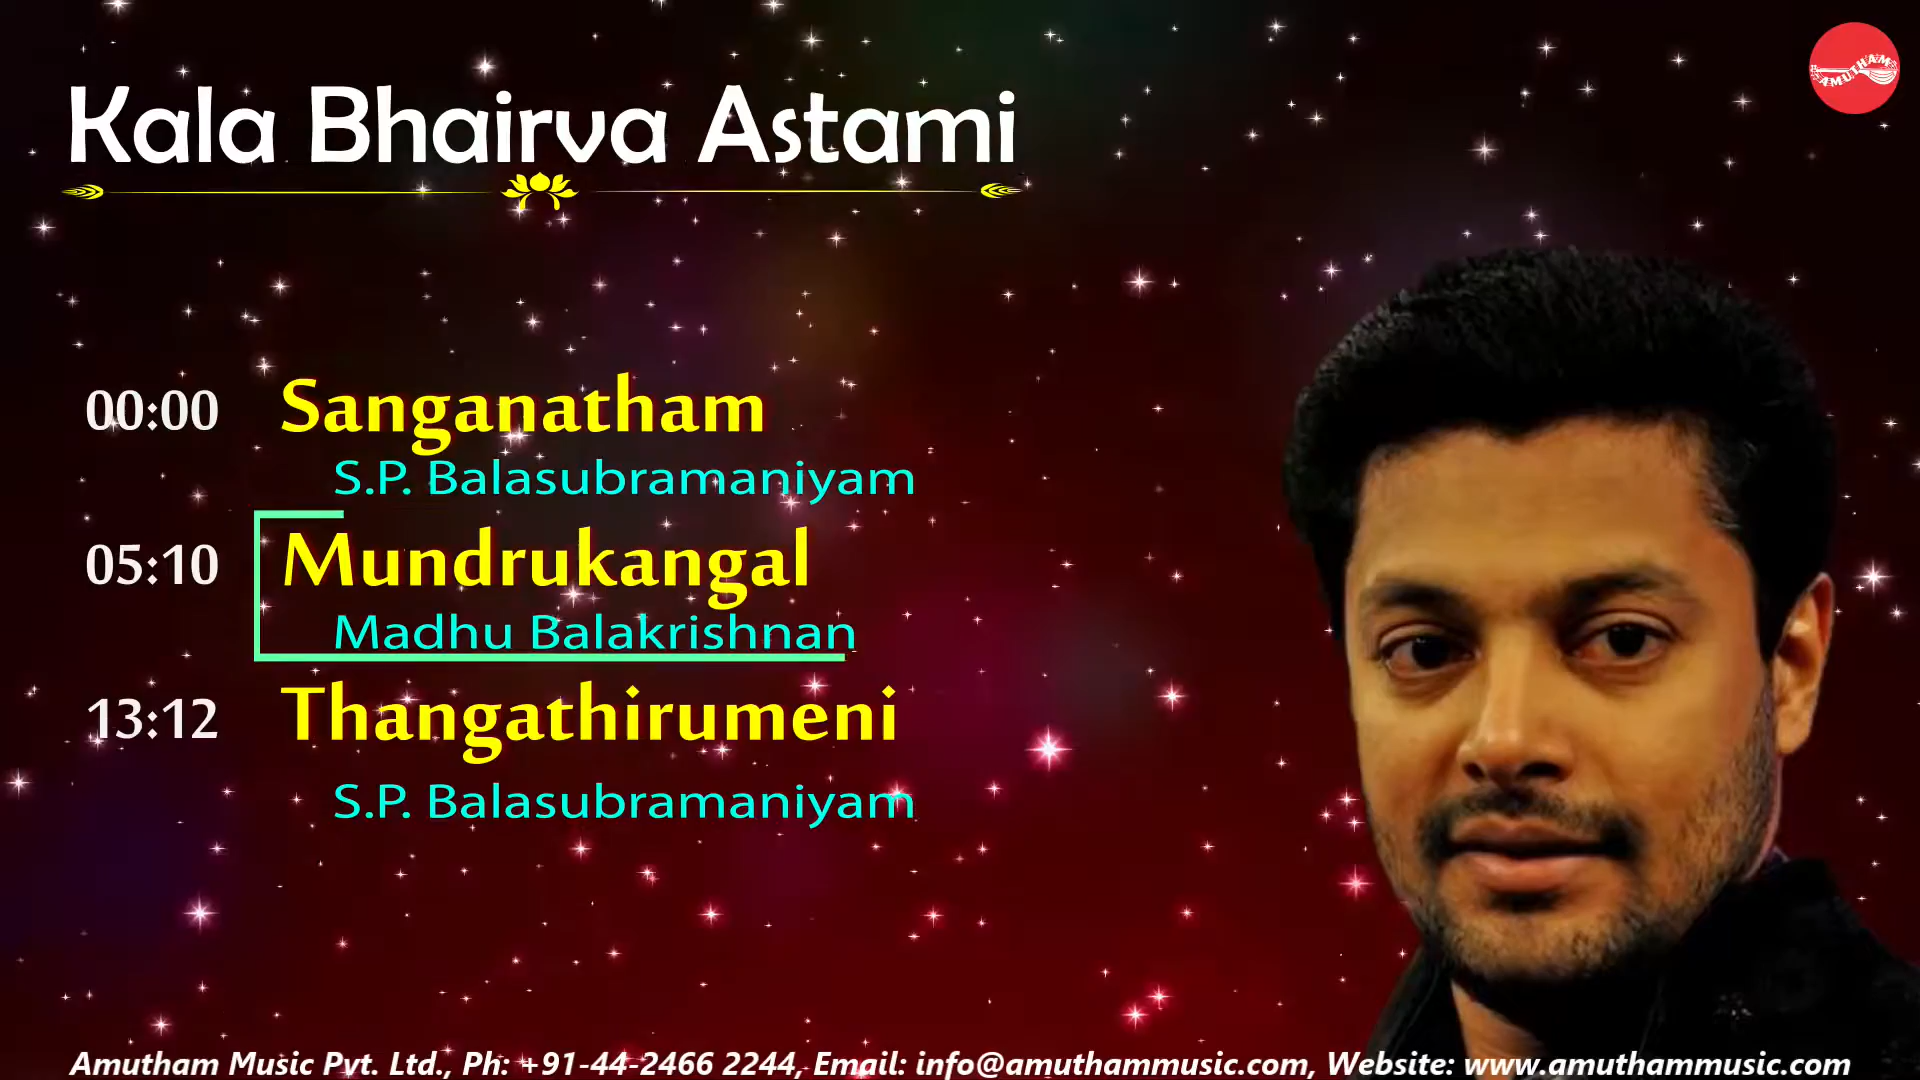 Kala Bhairva Astami
AMUTHAM
00:00 Sanganatham
S.P. Balasubramaniyam
05:10 Mundrukangal
Madhu Balakrishnan
13:12 Thangathirumeni
S.P. Balasubramaniyam
Amutham Music Pvt. Ltd., Ph: +91-44-2466 2244, Email: info@amuthammusic.com, Website: www.amuthammusic.com